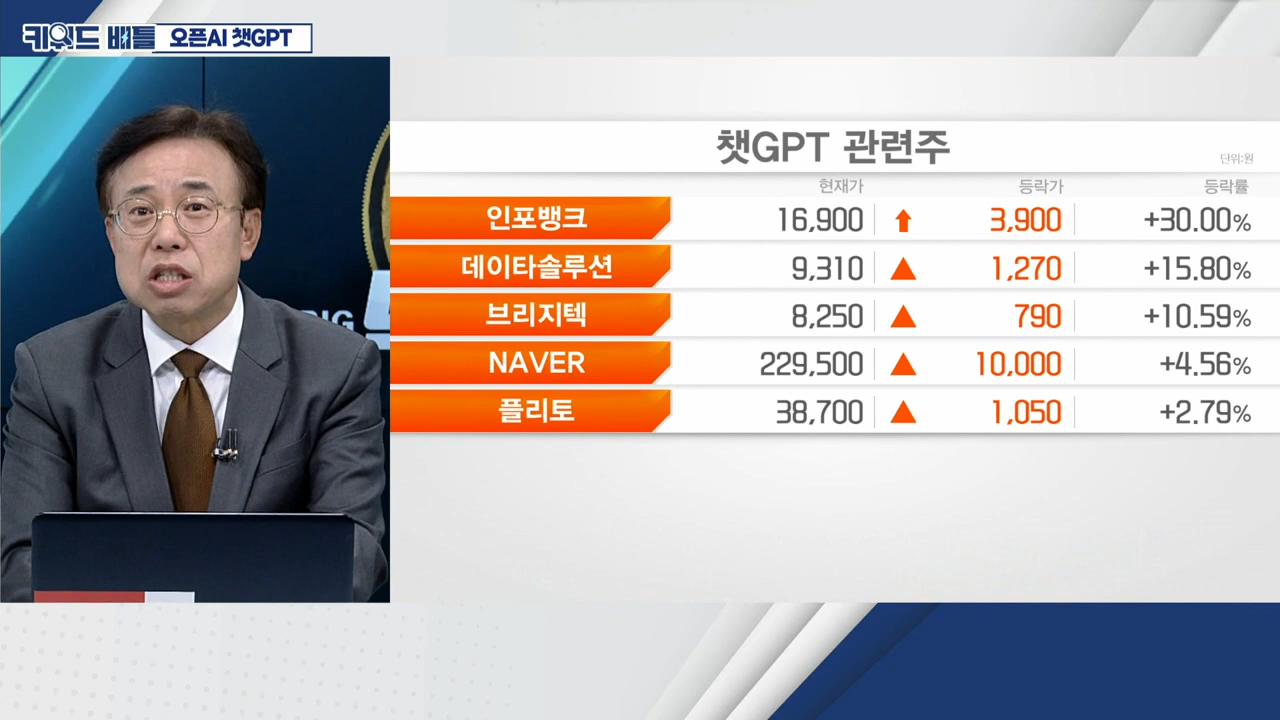 키워드 배틀 오픈AI 챗GPT
챗GPT 관련주
단위:원
현재가 등락가 등락률
인포뱅크 16,900 3,900 +30.00%
데이타솔루션 9,310 ▲ 1,270 +15.80%
브리지텍 8,250 ▲ 790 +10.59%
NAVER 229,500 ▲ 10,000 +4.56%
플리토 38,700 ▲ 1,050 +2.79%
BIG